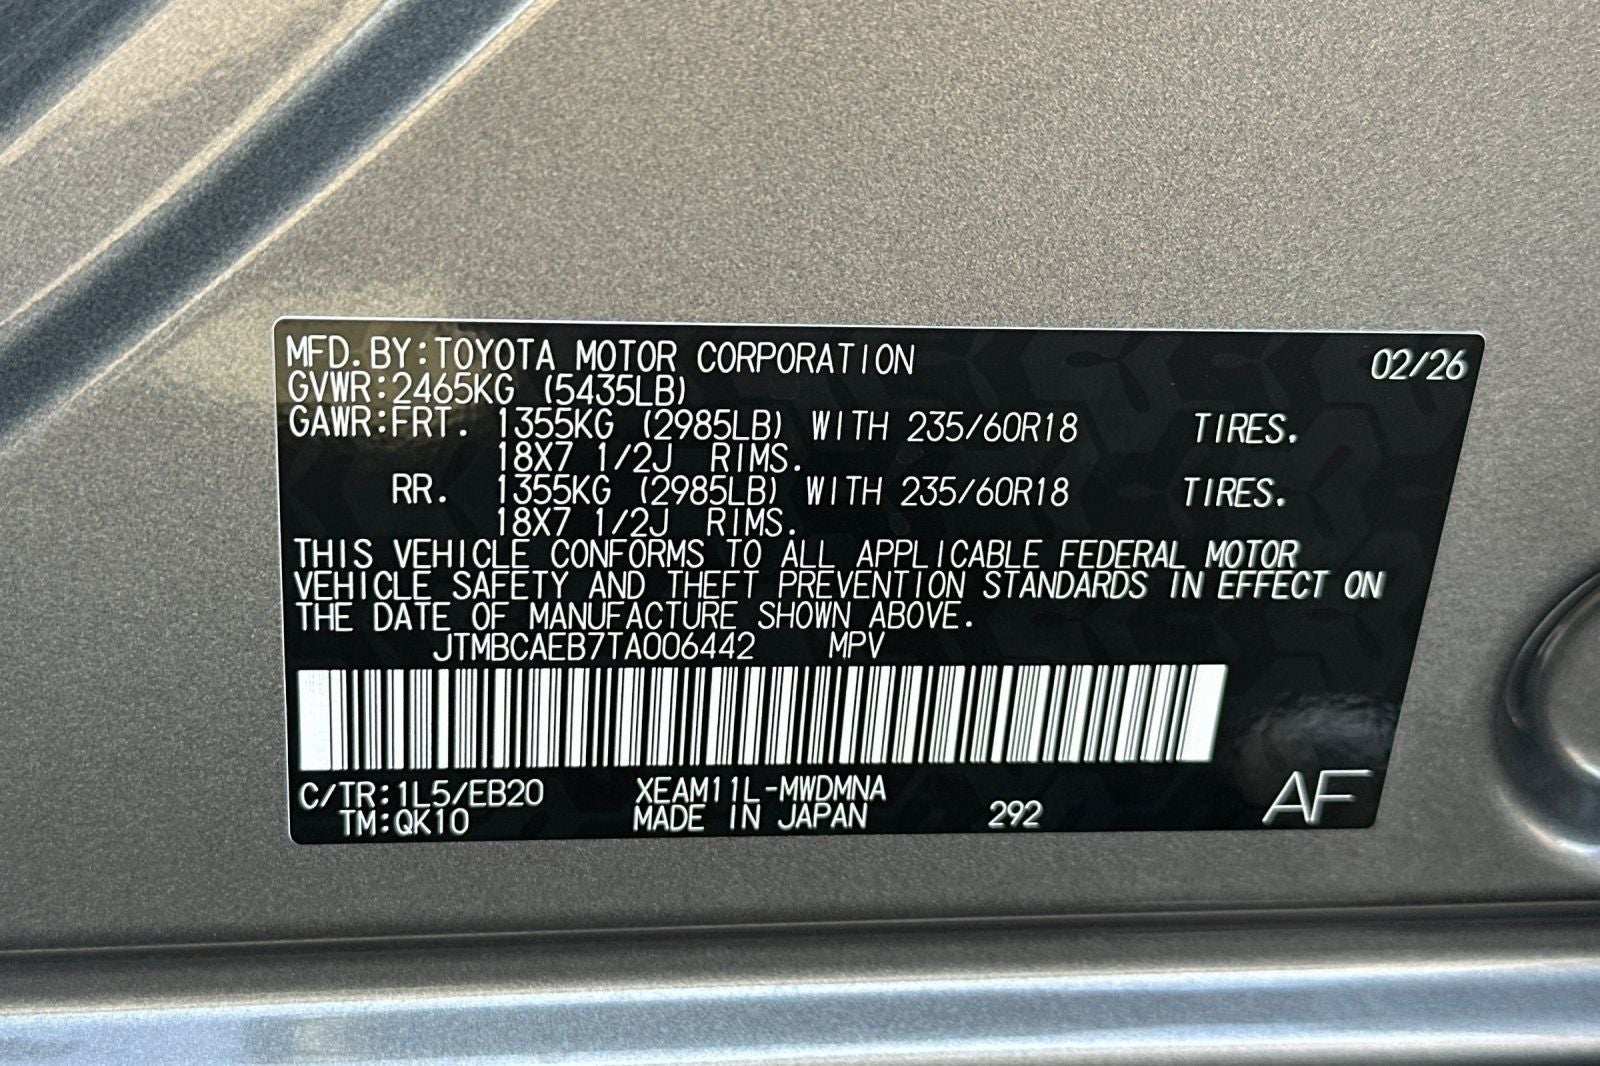 MFD.BY:TOYOTA MOTOR CORPORATION 02/26
GVWR:2465KG (5435LB)
GAWR:FRT. 1355KG (2985LB) WITH 235/60R18 TIRES.
18X7 1/2J RIMS.
RR. 1355KG (2985LB) WITH 235/60R18 TIRES.
18X7 1/2J RIMS.
THIS VEHICLE CONFORMS TO ALL APPLICABLE FEDERAL MOTOR
VEHICLE SAFETY AND THEFT PREVENTION STANDARDS IN EFFECT ON
THE DATE OF MANUFACTURE SHOWN ABOVE.
JTMBCAEB7TA006442 MPV
C/TR:1L5/EB20 XEAM11L-MWDMNA
TM:QK10 MADE IN JAPAN 292 AF